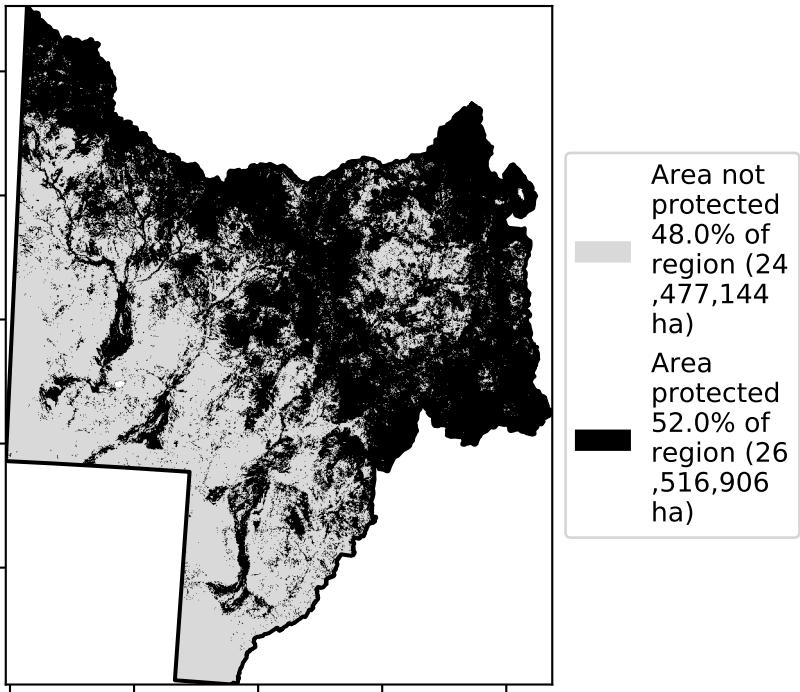 Area not
protected
48.0% of
region (24
,477,144
ha)
Area
protected
52.0% of
region (26
,516,906
ha)